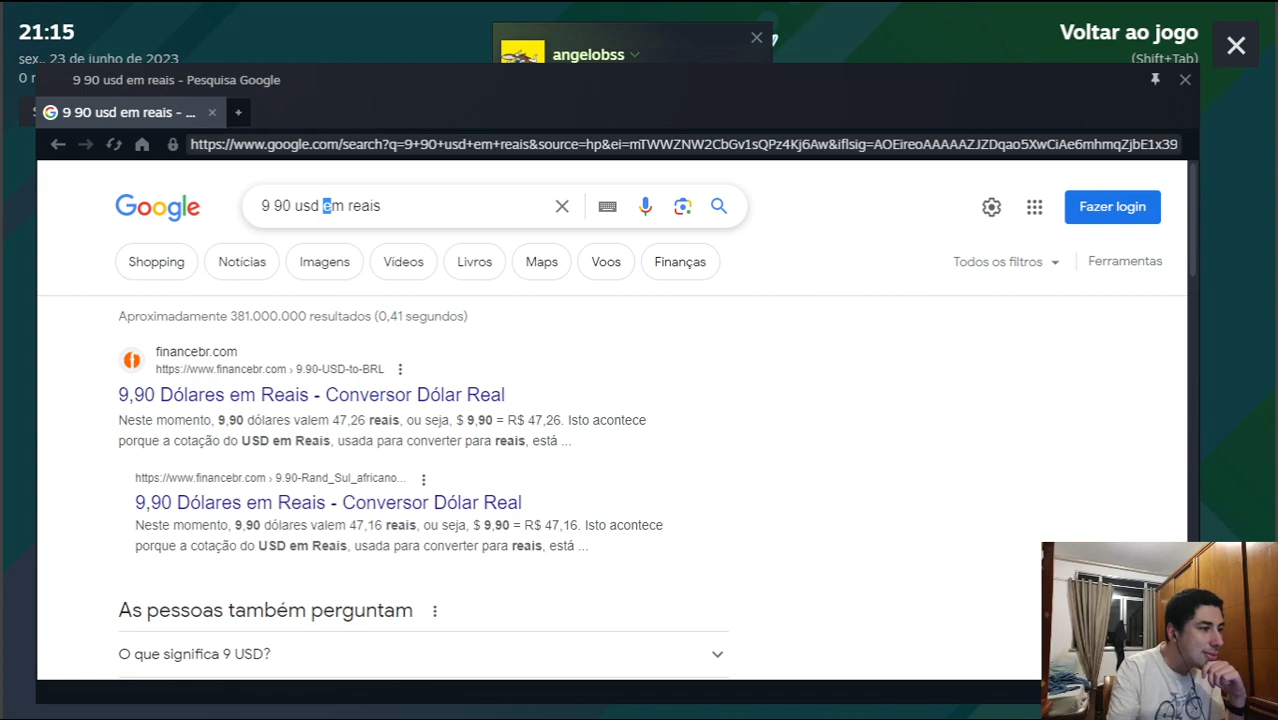 21:15
sex., 23 de junho de 2023
angelobss
Voltar ao jogo
(Shift+Tab)
9 90 usd em reais - Pesquisa Google
9 90 usd em reais - ...
https://www.google.com/search?q=9+90+usd+em+reais&source=hp&ei=mTWWZNW2CbGv1sQPz4Kj6Aw&iflsig=AOEireoAAAAAZJZDqao5XwCiAe6mhmqZjbE1x39
Google
9 90 usd em reais
Fazer login
Shopping
Notícias
Imagens
Vídeos
Livros
Maps
Voos
Finanças
Todos os filtros
Ferramentas
Aproximadamente 381.000.000 resultados (0,41 segundos)
financebr.com
https://www.financebr.com › 9.90-USD-to-BRL
9,90 Dólares em Reais - Conversor Dólar Real
Neste momento, 9,90 dólares valem 47,26 reais, ou seja, $ 9,90 = R$ 47,26. Isto acontece
porque a cotação do USD em Reais, usada para converter para reais, está ...
https://www.financebr.com › 9.90-Rand_Sul_africano...
9,90 Dólares em Reais - Conversor Dólar Real
Neste momento, 9,90 dólares valem 47,16 reais, ou seja, $ 9,90 = R$ 47,16. Isto acontece
porque a cotação do USD em Reais, usada para converter para reais, está ...
As pessoas também perguntam
O que significa 9 USD?